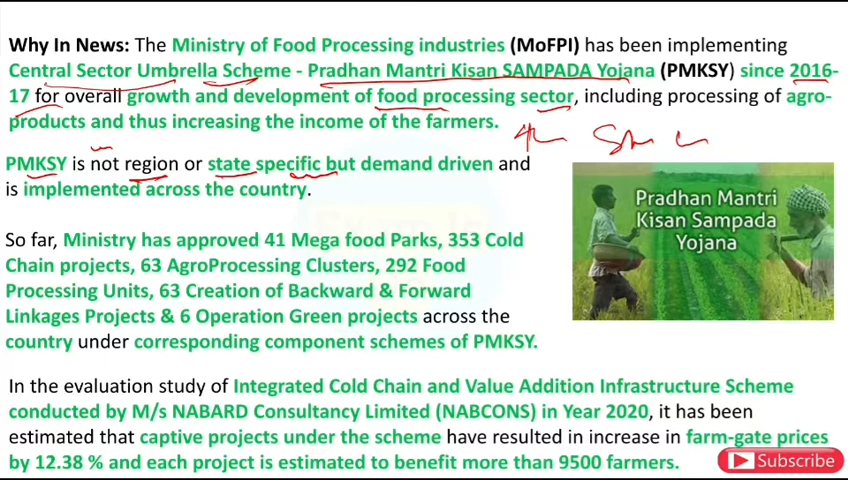 Why In News: The Ministry of Food Processing industries (MoFPI) has been implementing
Central Sector Umbrella Scheme - Pradhan Mantri Kisan SAMPADA Yojana (PMKSY) since 2016-
17 for overall growth and development of food processing sector, including processing of agro-
products and thus increasing the income of the farmers.
PMKSY is not region or state specific but demand driven and
is implemented across the country.
Pradhan Mantri
Kisan Sampada
Yojana
So far, Ministry has approved 41 Mega food Parks, 353 Cold
Chain projects, 63 AgroProcessing Clusters, 292 Food
Processing Units, 63 Creation of Backward & Forward
Linkages Projects & 6 Operation Green projects across the
country under corresponding component schemes of PMKSY.
In the evaluation study of Integrated Cold Chain and Value Addition Infrastructure Scheme
conducted by M/s NABARD Consultancy Limited (NABCONS) in Year 2020, it has been
estimated that captive projects under the scheme have resulted in increase in farm-gate prices
by 12.38 % and each project is estimated to benefit more than 9500 farmers.
Subscribe